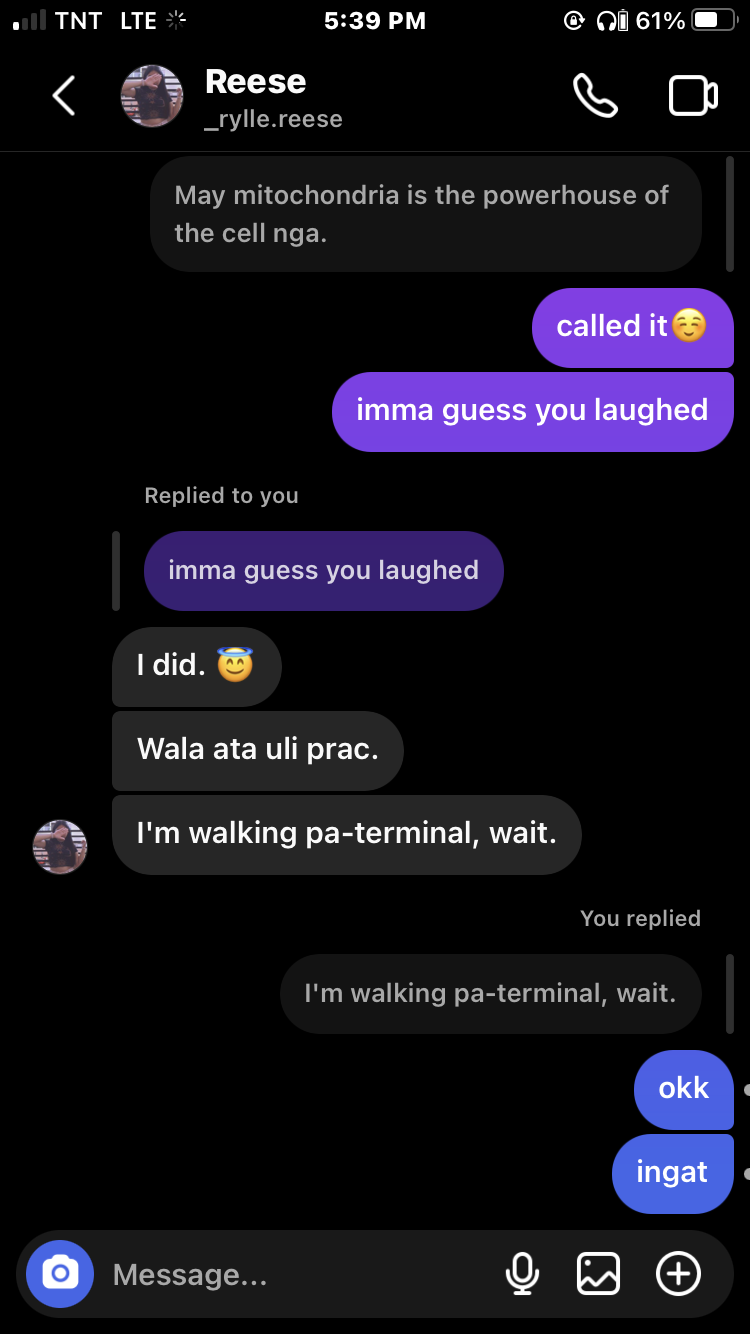 TNT LTE 5:39 PM 61%
Reese
_rylle.reese
May mitochondria is the powerhouse of
the cell nga.
called it☺️
imma guess you laughed
Replied to you
imma guess you laughed
I did. 😇
Wala ata uli prac.
I'm walking pa-terminal, wait.
You replied
I'm walking pa-terminal, wait.
okk
ingat
Message...